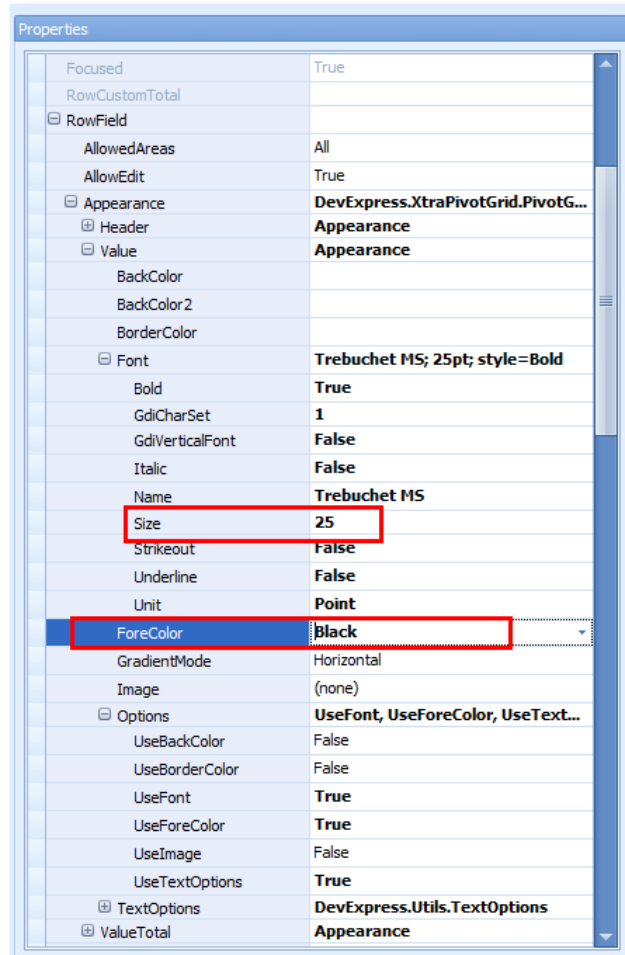 Properties
Focused True
RowCustomTotal
RowField
AllowedAreas All
AllowEdit True
Appearance DevExpress.XtraPivotGrid.PivotG...
Header Appearance
Value Appearance
BackColor
BackColor2
BorderColor
Font Trebuchet MS; 25pt; style=Bold
Bold True
GdiCharSet 1
GdiVerticalFont False
Italic False
Name Trebuchet MS
Size 25
Strikeout False
Underline False
Unit Point
ForeColor Black
GradientMode Horizontal
Image (none)
Options UseFont, UseForeColor, UseText...
UseBackColor False
UseBorderColor False
UseFont True
UseForeColor True
UseImage False
UseTextOptions True
TextOptions DevExpress.Utils.TextOptions
ValueTotal Appearance